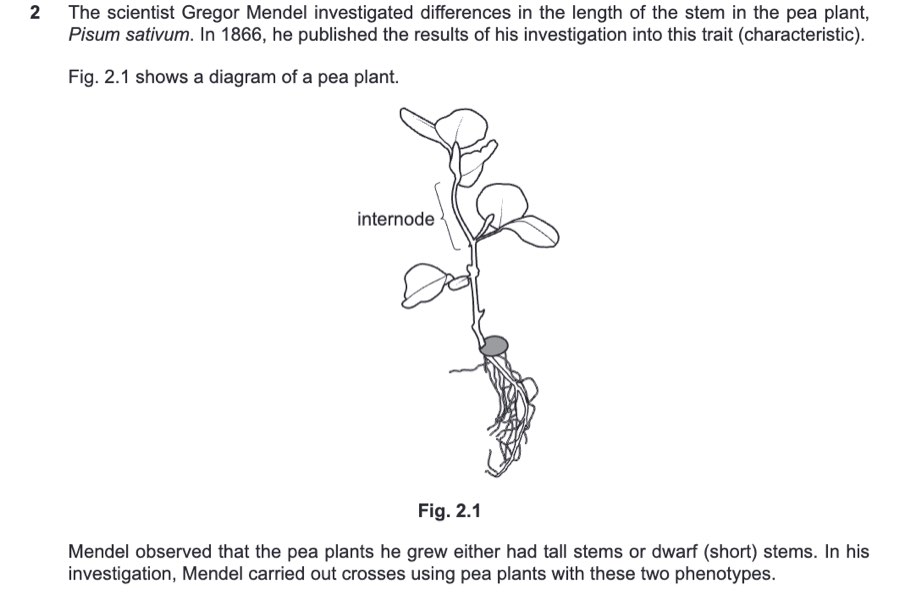 2 The scientist Gregor Mendel investigated differences in the length of the stem in the pea plant,
Pisum sativum. In 1866, he published the results of his investigation into this trait (characteristic).
Fig. 2.1 shows a diagram of a pea plant.
internode
Fig. 2.1
Mendel observed that the pea plants he grew either had tall stems or dwarf (short) stems. In his
investigation, Mendel carried out crosses using pea plants with these two phenotypes.